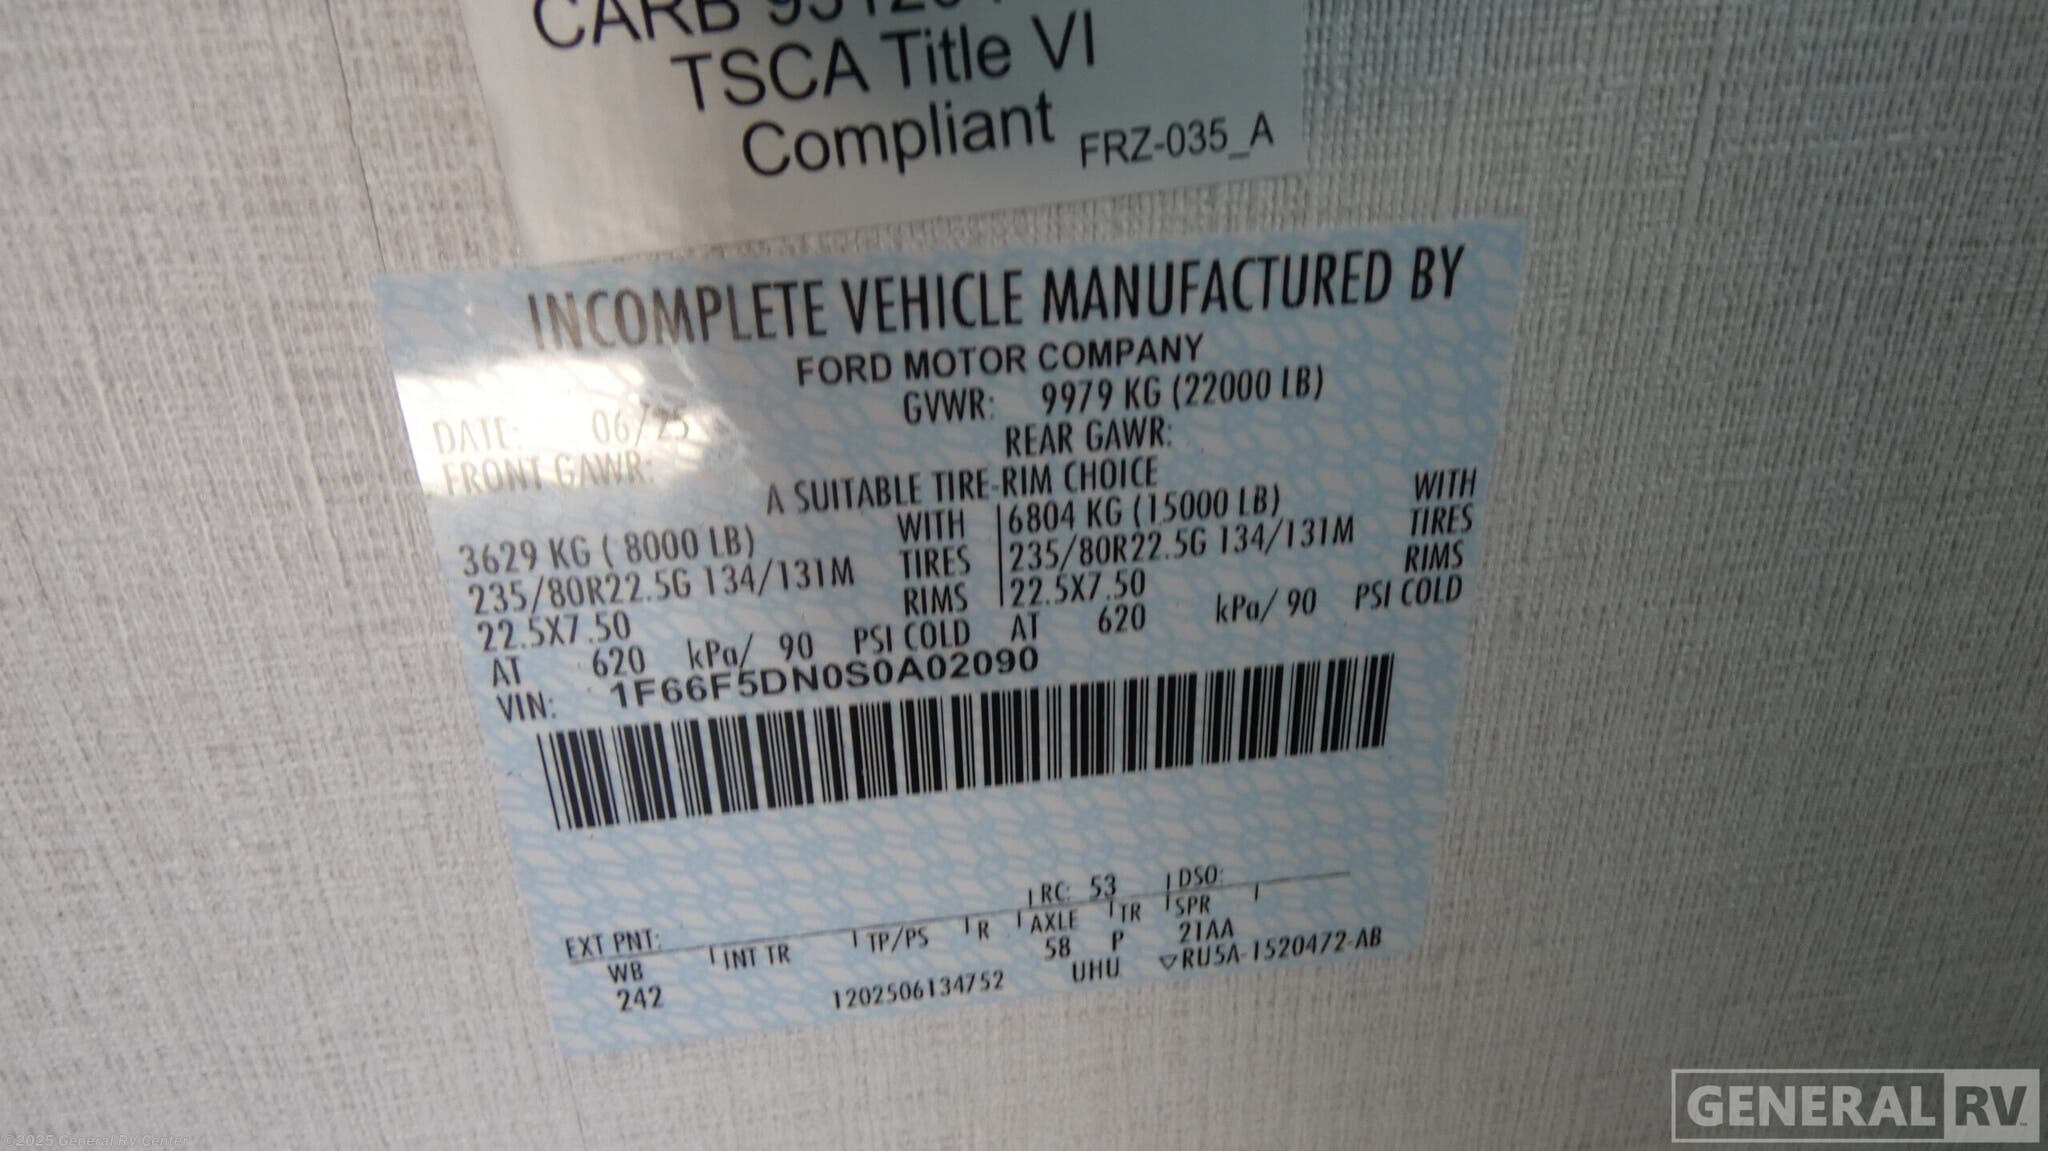 CARB
TSCA Title VI
Compliant FRZ-035_A
INCOMPLETE VEHICLE MANUFACTURED BY
FORD MOTOR COMPANY
DATE: 06/25 GVWR: 9979 KG (22000 LB)
FRONT GAWR: REAR GAWR:
A SUITABLE TIRE-RIM CHOICE
3629 KG ( 8000 LB) WITH 6804 KG (15000 LB) WITH
235/80R22.5G 134/131M TIRES 235/80R22.5G 134/131M TIRES
22.5X7.50 RIMS 22.5X7.50 RIMS
AT 620 kPa/ 90 PSI COLD AT 620 kPa/ 90 PSI COLD
VIN: 1F66F5DN0S0A02090
RC: 53 DSO:
EXT PNT:
WB INT TR TP/PS R AXLE TR SPR
242 58 P 21AA
1202506134752 UHU ▽RU5A-1520472-AB
GENERAL RV
©2025 General RV Center